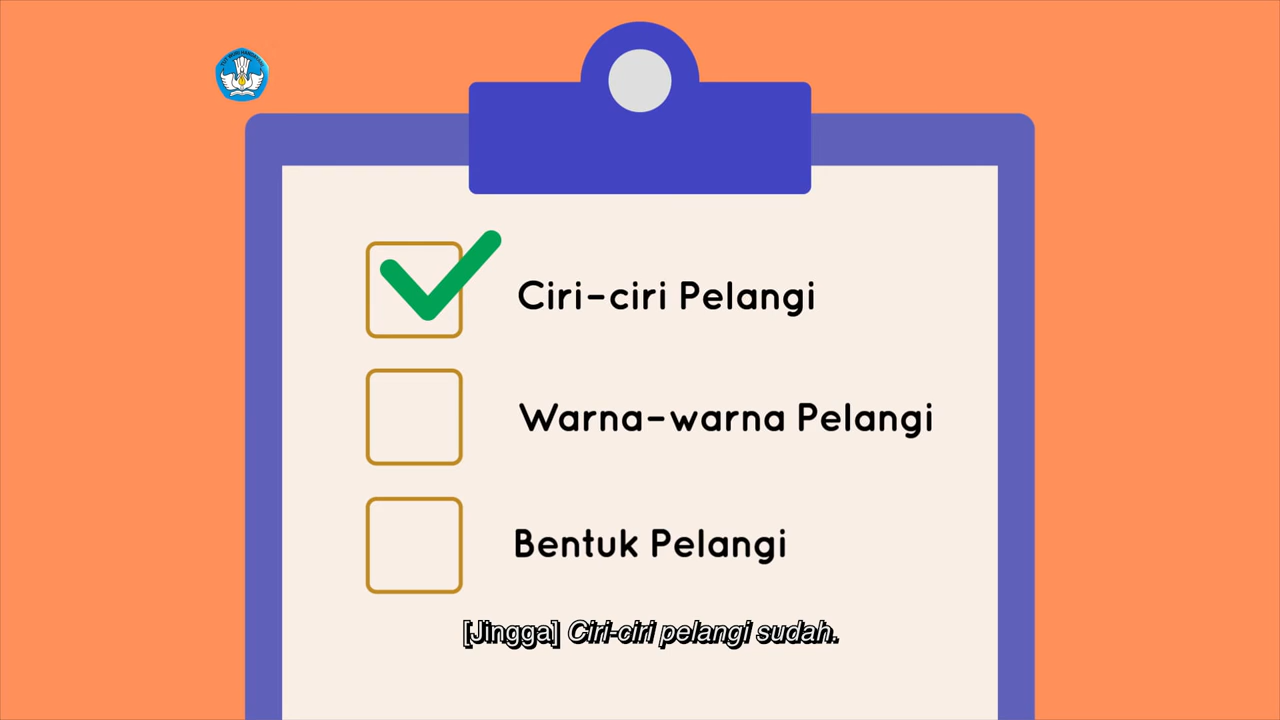 Ciri-ciri Pelangi
Warna-warna Pelangi
Bentuk Pelangi
[Jingga] Ciri-ciri pelangi sudah.